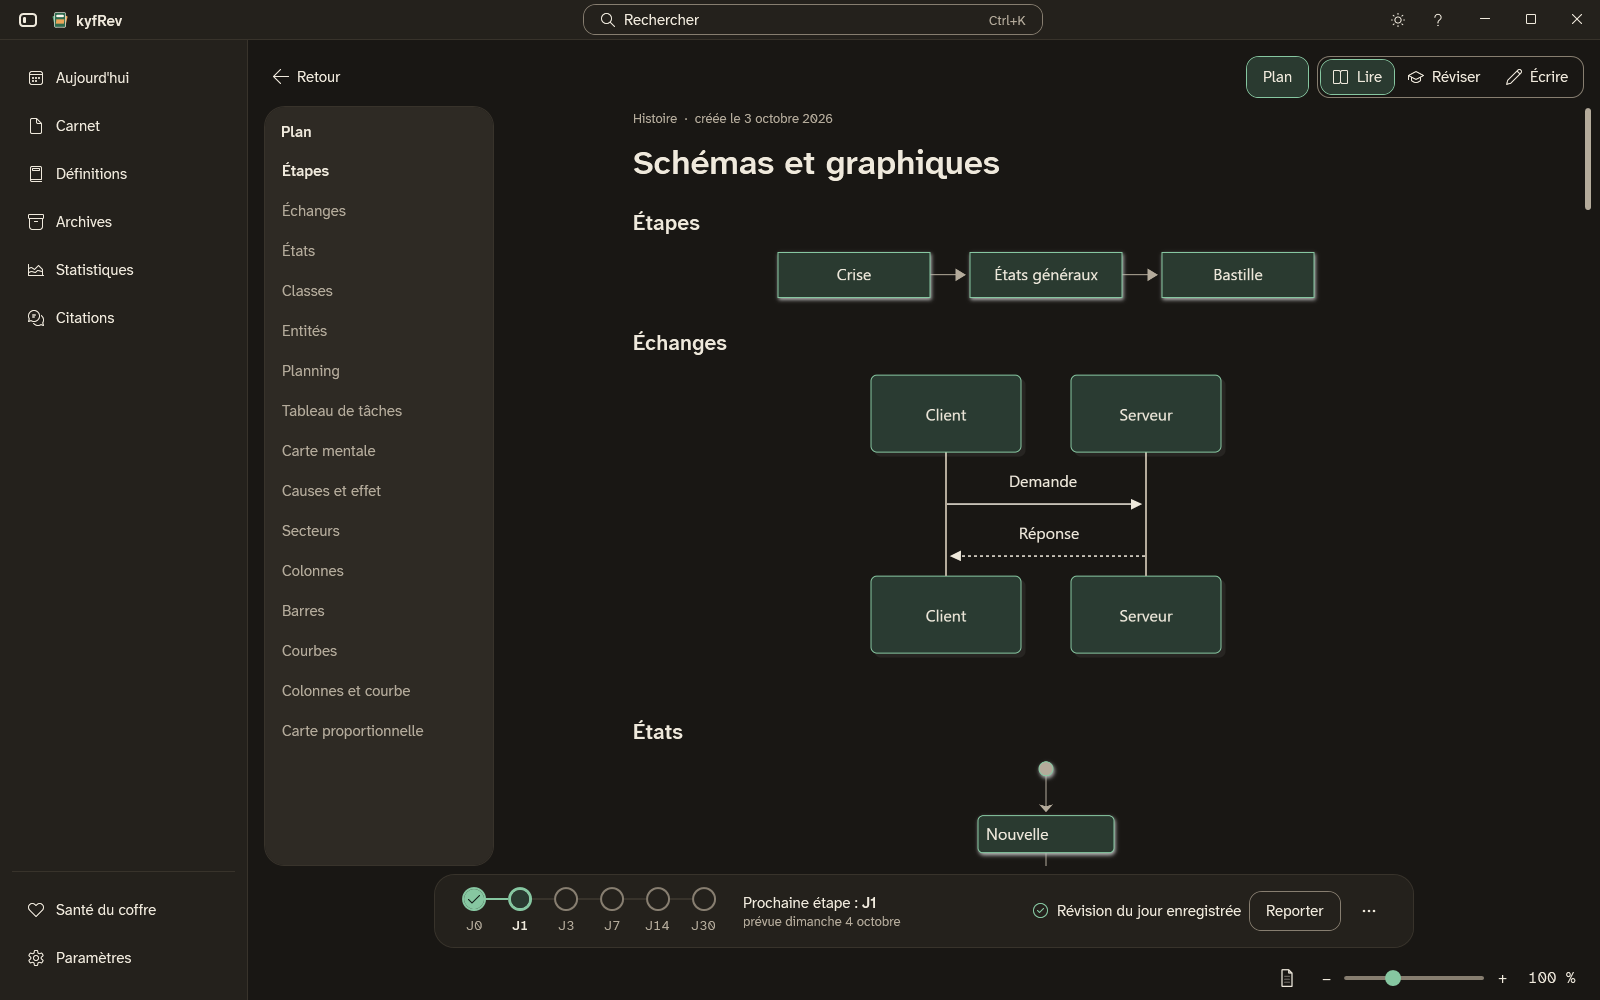 kyfRev
Rechercher
Ctrl+K
?
Aujourd'hui
Carnet
Définitions
Archives
Statistiques
Citations
Santé du coffre
Paramètres
Retour
Plan
Lire
Réviser
Écrire
Plan
Étapes
Échanges
États
Classes
Entités
Planning
Tableau de tâches
Carte mentale
Causes et effet
Secteurs
Colonnes
Barres
Courbes
Colonnes et courbe
Carte proportionnelle
Histoire · créée le 3 octobre 2026
Schémas et graphiques
Étapes
Crise
États généraux
Bastille
Échanges
Client
Serveur
Demande
Réponse
Client
Serveur
États
Nouvelle
J0
J1
J3
J7
J14
J30
Prochaine étape : J1
prévue dimanche 4 octobre
Révision du jour enregistrée
Reporter
...
− + 100 %